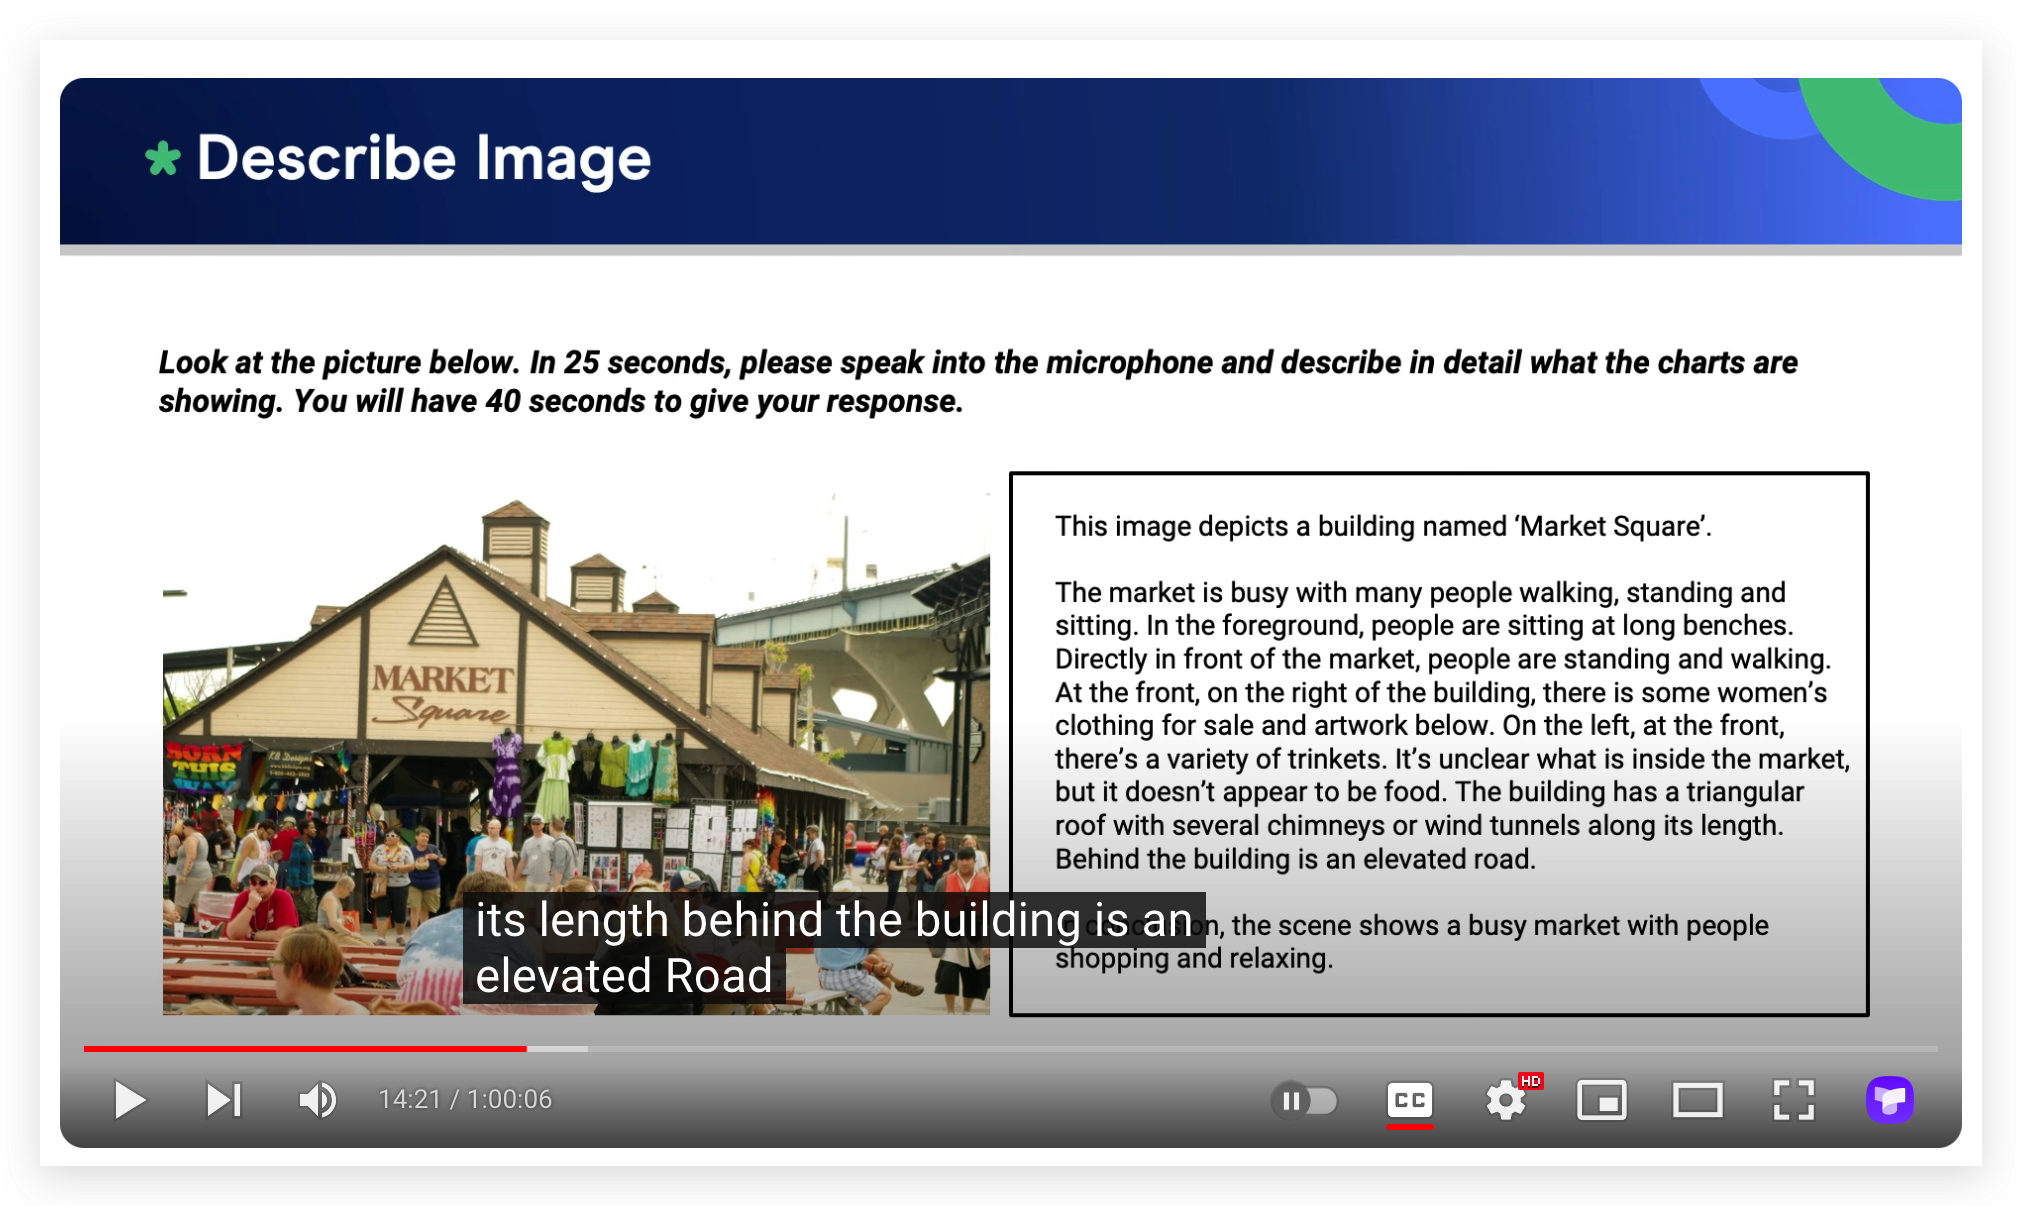 * Describe Image
Look at the picture below. In 25 seconds, please speak into the microphone and describe in detail what the charts are
showing. You will have 40 seconds to give your response.
MARKET
Square
BORN
THIS
WAY
This image depicts a building named ‘Market Square’.
The market is busy with many people walking, standing and
sitting. In the foreground, people are sitting at long benches.
Directly in front of the market, people are standing and walking.
At the front, on the right of the building, there is some women’s
clothing for sale and artwork below. On the left, at the front,
there’s a variety of trinkets. It’s unclear what is inside the market,
but it doesn’t appear to be food. The building has a triangular
roof with several chimneys or wind tunnels along its length.
Behind the building is an elevated road.
In conclusion, the scene shows a busy market with people
shopping and relaxing.
its length behind the building is an
elevated Road
14:21 / 1:00:06
CC
HD